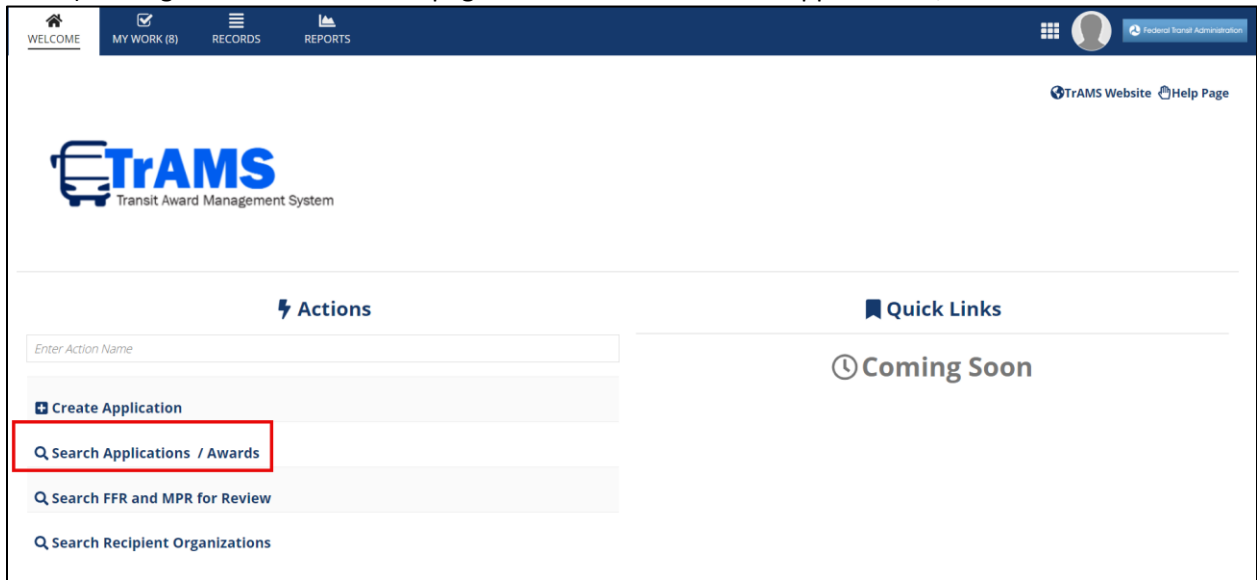 WELCOME MY WORK (8) RECORDS REPORTS Federal Transit Administration
TrAMS Website Help Page
TrAMS
Transit Award Management System
Actions
Enter Action Name
Create Application
Search Applications / Awards
Search FFR and MPR for Review
Search Recipient Organizations
Quick Links
Coming Soon